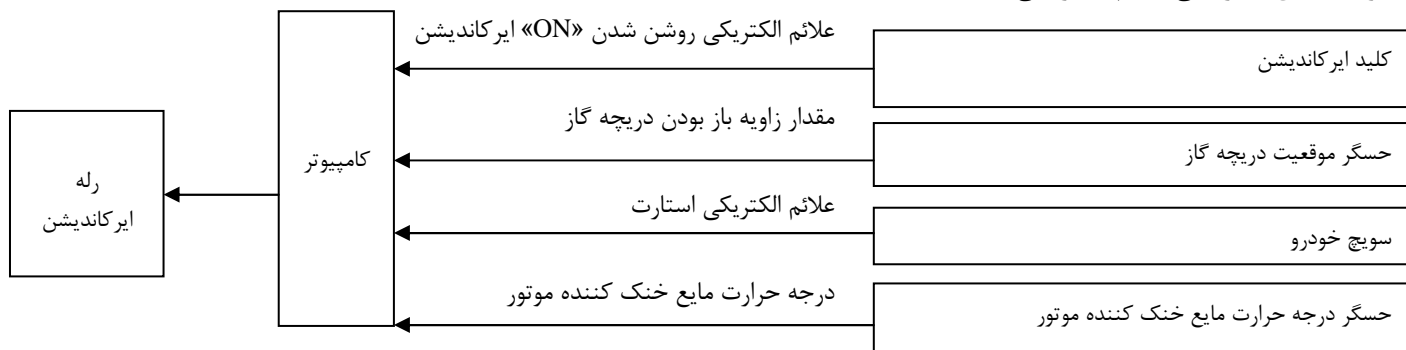 علائم الکتریکی روشن شدن «ON» ایرکاندیشن
کلید ایرکاندیشن
مقدار زاویه باز بودن دریچه گاز
حسگر موقعیت دریچه گاز
کامپیوتر
رله
ایرکاندیشن
علائم الکتریکی استارت
سویچ خودرو
درجه حرارت مایع خنک کننده موتور
حسگر درجه حرارت مایع خنک کننده موتور